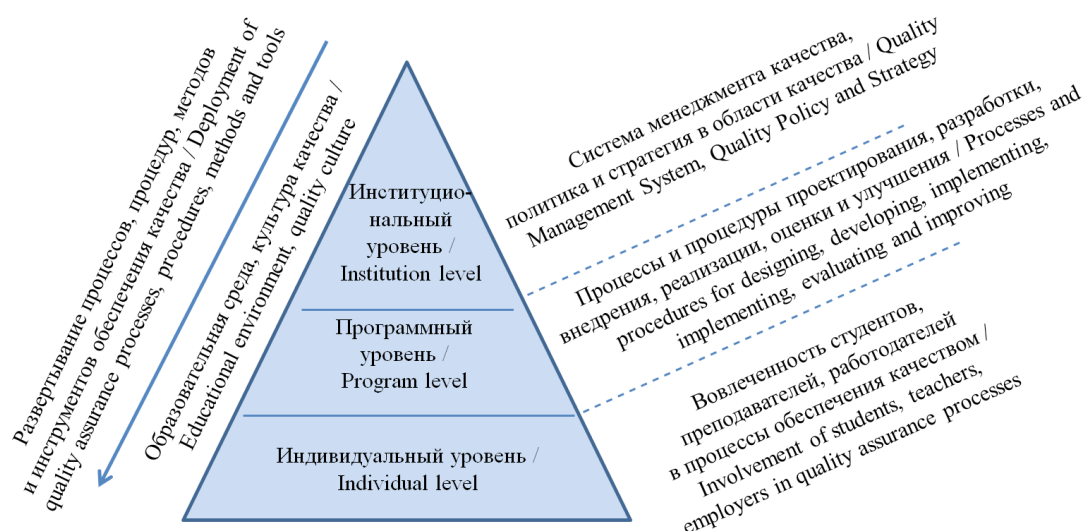 Развертывание процессов, процедур, методов
и инструментов обеспечения качества / Deployment of
quality assurance processes, procedures, methods and tools
Образовательная среда, культура качества /
Educational environment, quality culture
Институцио-
нальный
уровень /
Institution level
Программный
уровень /
Program level
Индивидуальный уровень /
Individual level
Система менеджмента качества,
политика и стратегия в области качества / Quality
Management System, Quality Policy and Strategy
Процессы и процедуры проектирования, разработки,
внедрения, реализации, оценки и улучшения / Processes and
procedures for designing, developing, implementing,
implementing, evaluating and improving
Вовлеченность студентов,
преподавателей, работодателей
в процессы обеспечения качеством /
Involvement of students, teachers,
employers in quality assurance processes